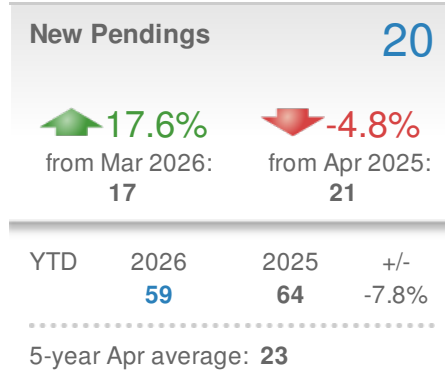 New Pendings 20
17.6% -4.8%
from Mar 2026: from Apr 2025:
17 21
YTD 2026 2025 +/-
59 64 -7.8%
5-year Apr average: 23